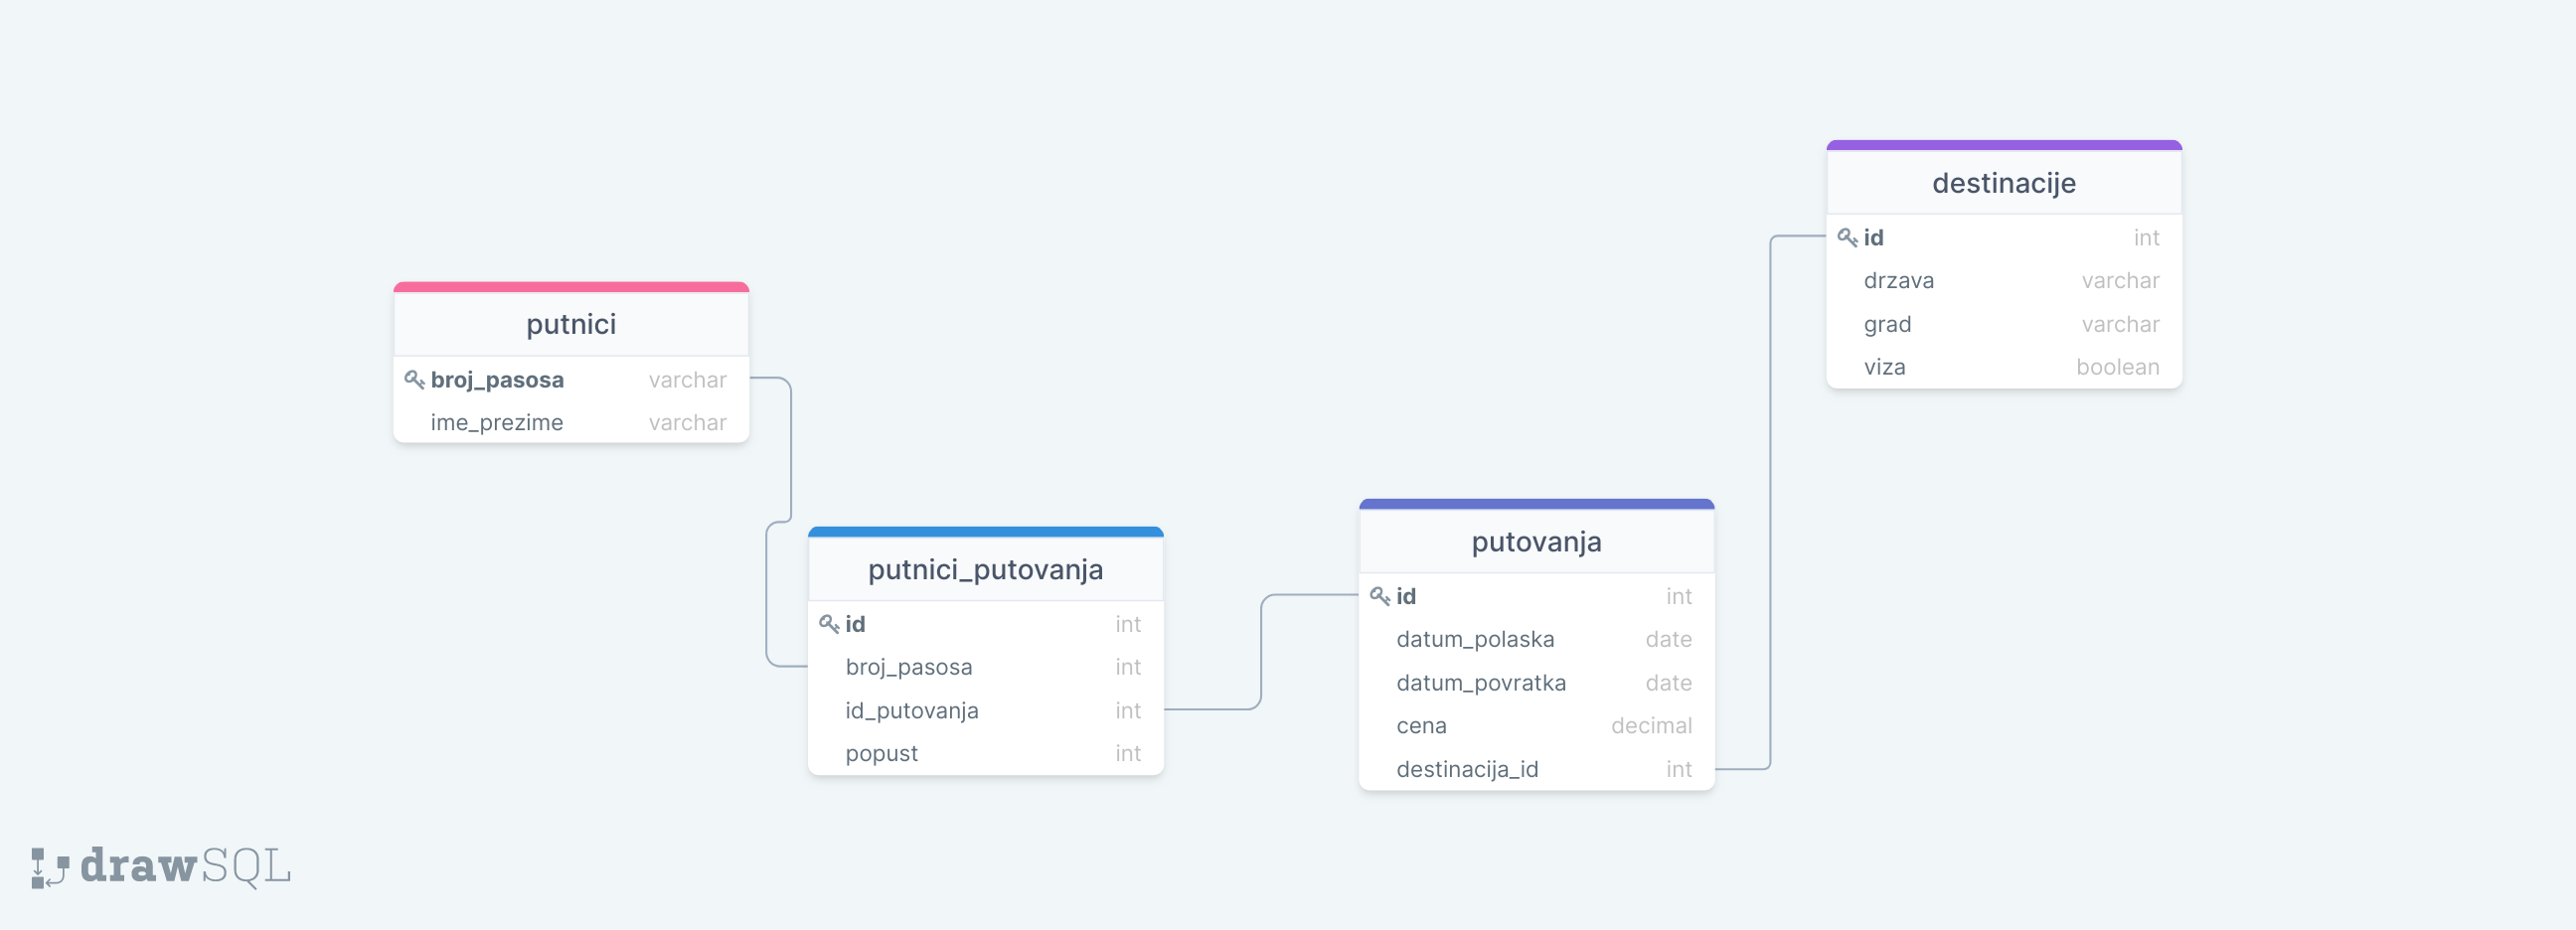 putnici
broj_pasosa varchar
ime_prezime varchar
putnici_putovanja
id int
broj_pasosa int
id_putovanja int
popust int
putovanja
id int
datum_polaska date
datum_povratka date
cena decimal
destinacija_id int
destinacije
id int
drzava varchar
grad varchar
viza boolean
drawSQL